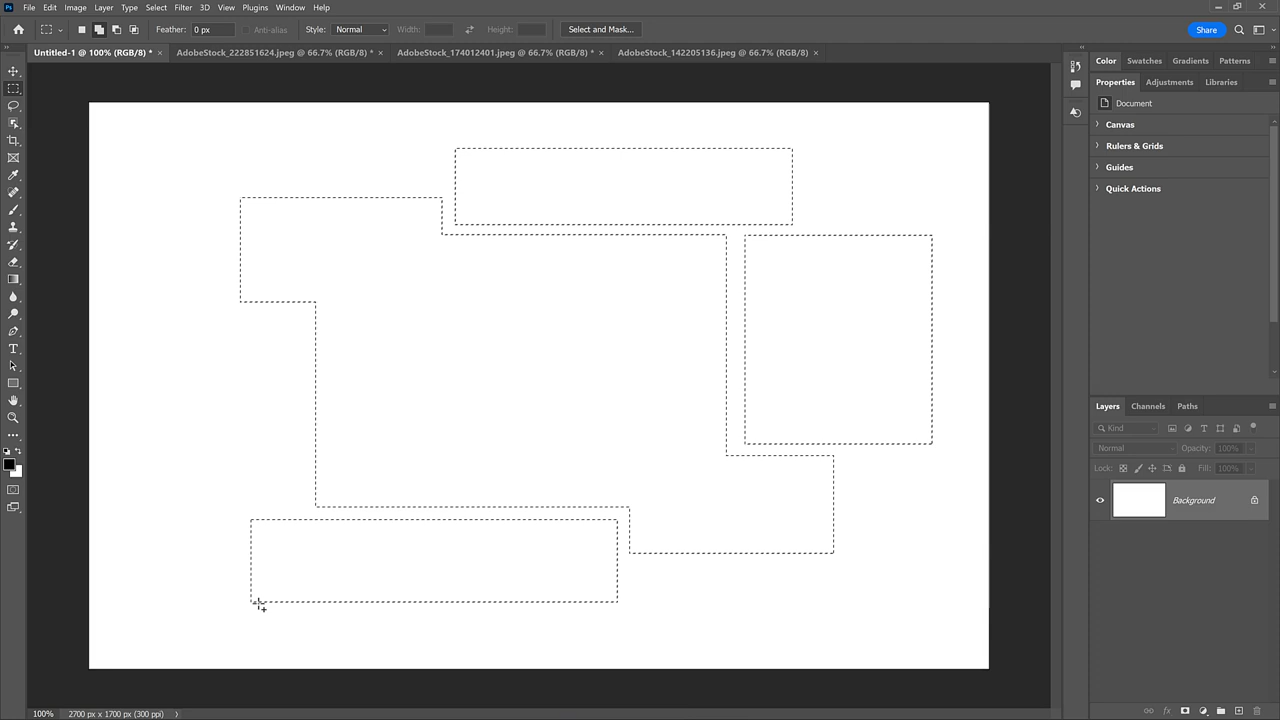 Ps File Edit Image Layer Type Select Filter 3D View Plugins Window Help
Feather: 0 px Anti-alias Style: Normal Width: Height: Select and Mask... Share
Untitled-1 @ 100% (RGB/8) * × AdobeStock_222851624.jpeg @ 66.7% (RGB/8) * × AdobeStock_174012401.jpeg @ 66.7% (RGB/8) * × AdobeStock_142205136.jpeg @ 66.7% (RGB/8) ×
Color Swatches Gradients Patterns
Properties Adjustments Libraries
Document
Canvas
Rulers & Grids
Guides
Quick Actions
Layers Channels Paths
Kind
Normal Opacity: 100%
Lock: Fill: 100%
Background
100% 2700 px x 1700 px (300 ppi)